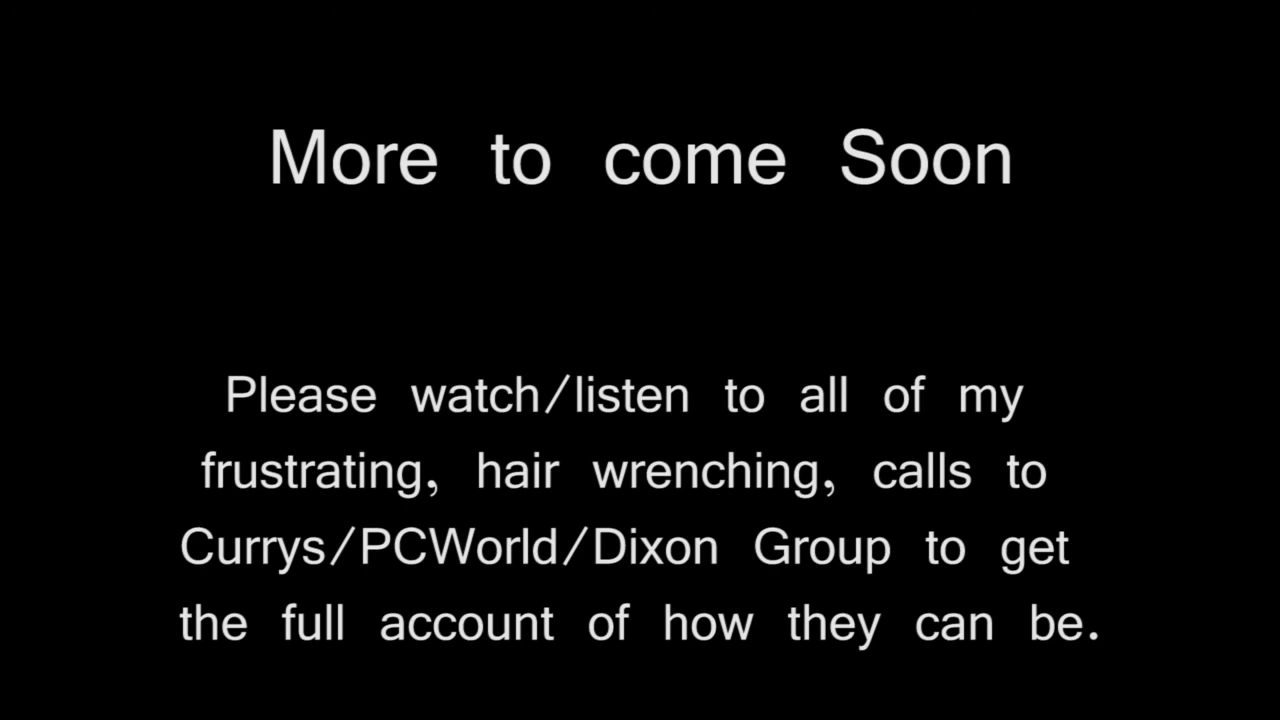 More to come Soon
Please watch/listen to all of my
frustrating, hair wrenching, calls to
Currys/PCWorld/Dixon Group to get
the full account of how they can be.